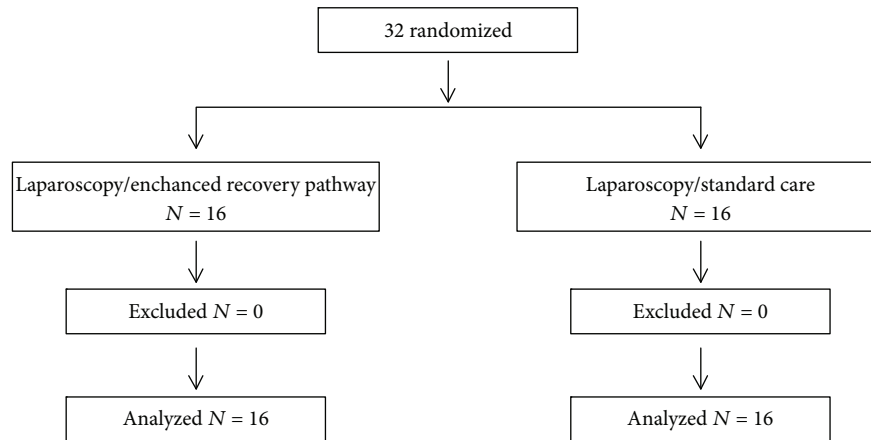 32 randomized
Laparoscopy/enchanced recovery pathway
N = 16
Laparoscopy/standard care
N = 16
Excluded N = 0
Excluded N = 0
Analyzed N = 16
Analyzed N = 16